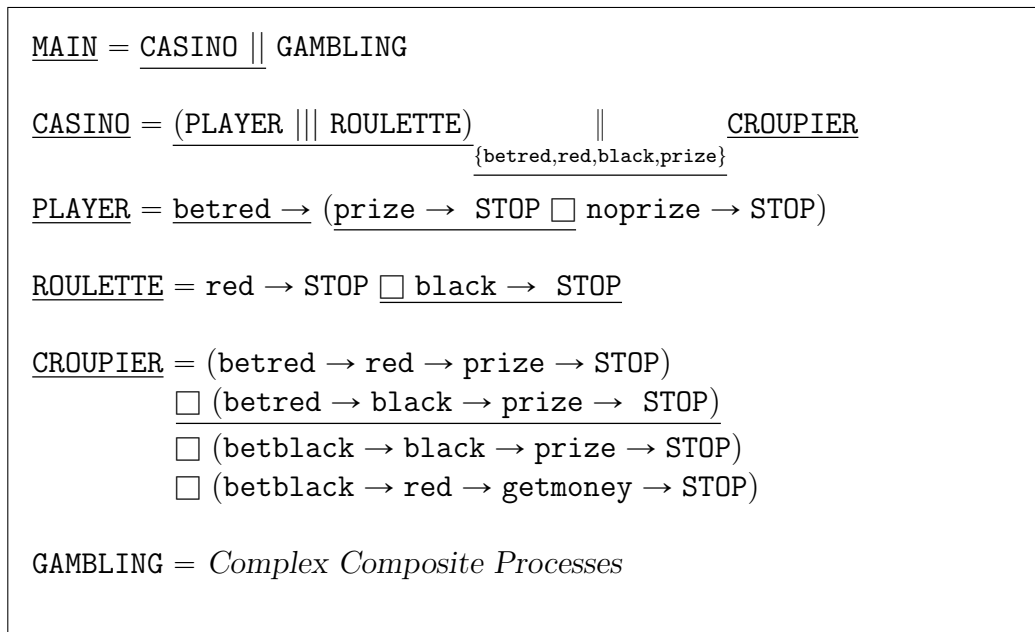 MAIN = CASINO || GAMBLING
CASINO = (PLAYER ||| ROULETTE) ∥ CROUPIER
{betred,red,black,prize}
PLAYER = betred → (prize → STOP □ noprize → STOP)
ROULETTE = red → STOP □ black → STOP
CROUPIER = (betred → red → prize → STOP)
□ (betred → black → prize → STOP)
□ (betblack → black → prize → STOP)
□ (betblack → red → getmoney → STOP)
GAMBLING = Complex Composite Processes